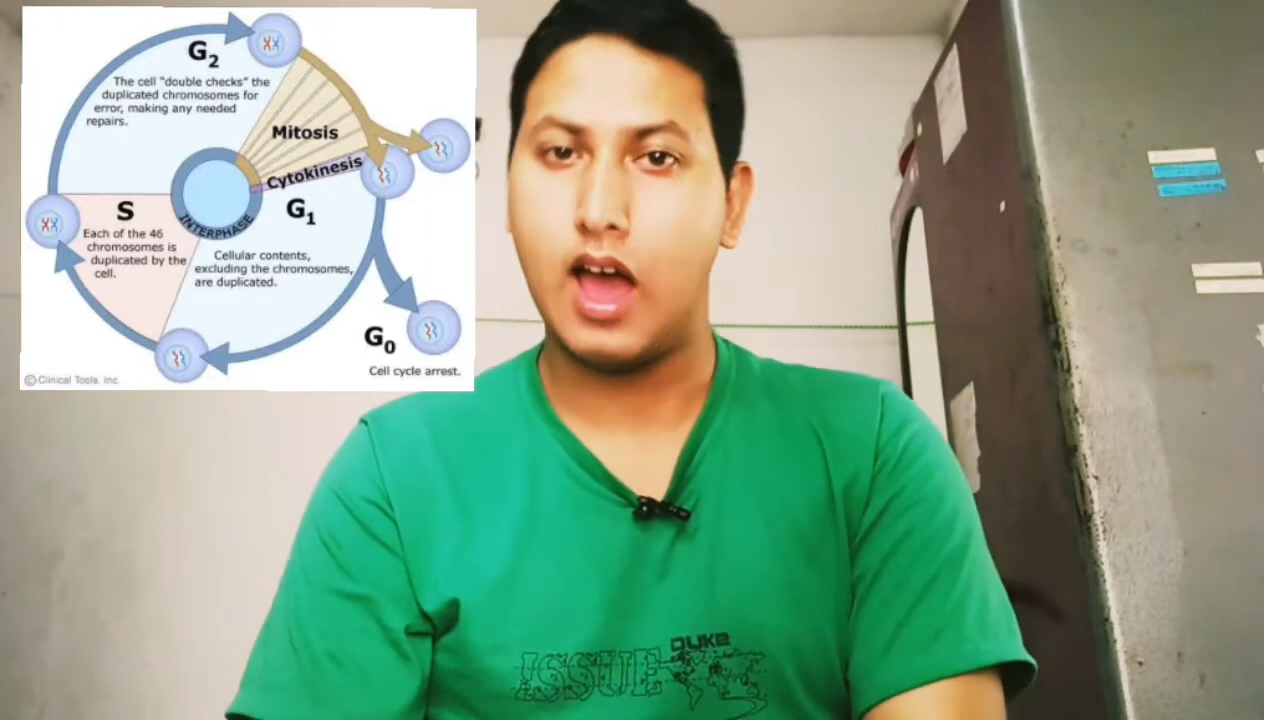 G2
The cell "double checks" the
duplicated chromosomes for
error, making any needed
repairs.
Mitosis
Cytokinesis
S
Each of the 46
chromosomes is
duplicated by the
cell.
INTERPHASE
G1
Cellular contents,
excluding the chromosomes,
are duplicated.
G0
Cell cycle arrest.
©Clinical Tools, Inc.
DUKE
ISSUE